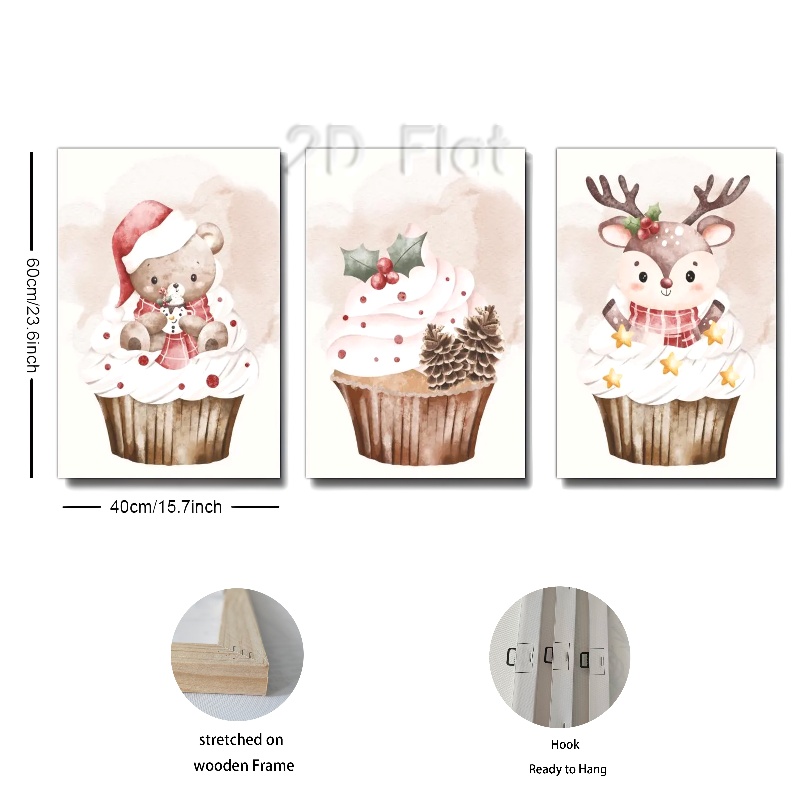 2D Flat
60cm/23.6inch
40cm/15.7inch
stretched on
wooden Frame
Hook
Ready to Hang